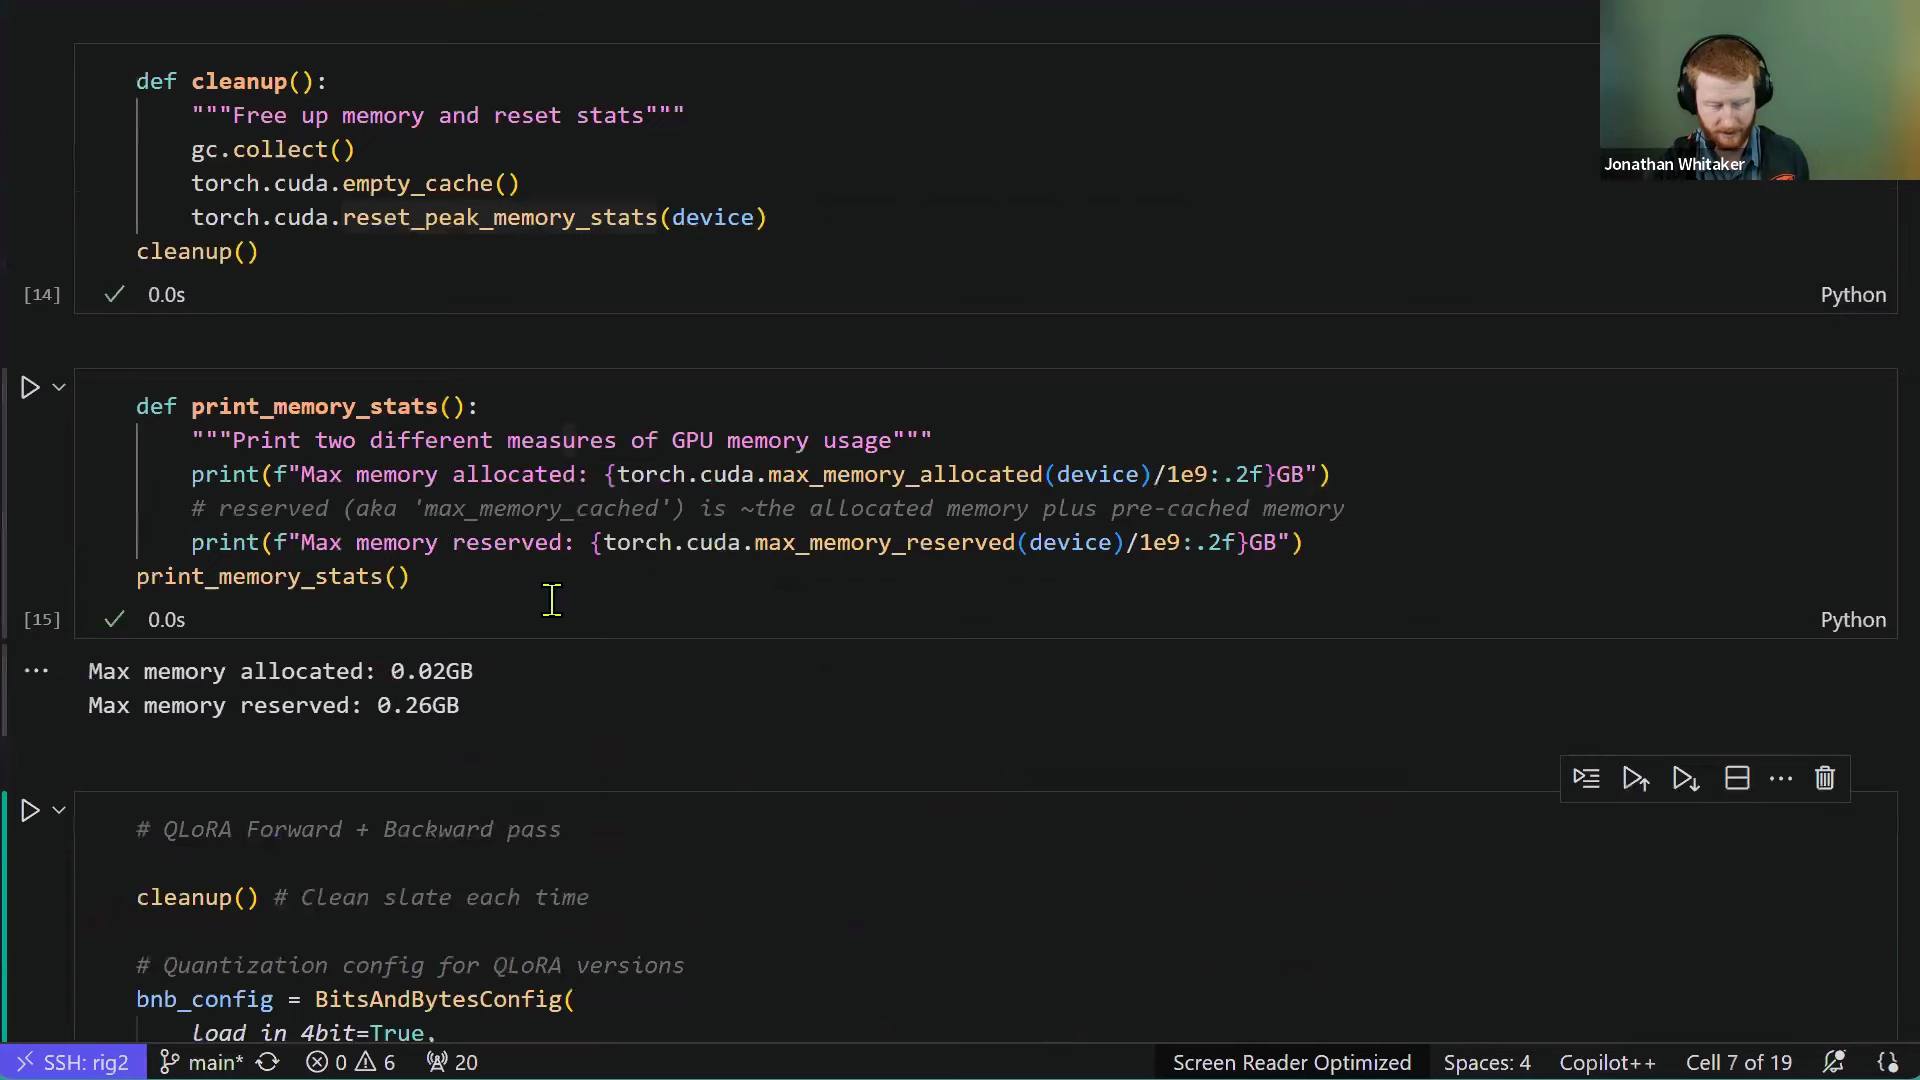 def cleanup():
"""Free up memory and reset stats"""
gc.collect()
torch.cuda.empty_cache()
torch.cuda.reset_peak_memory_stats(device)
cleanup()
[14]
0.0s
Python
Jonathan Whitaker
def print_memory_stats():
"""Print two different measures of GPU memory usage"""
print(f"Max memory allocated: {torch.cuda.max_memory_allocated(device)/1e9:.2f}GB")
# reserved (aka 'max_memory_cached') is ~the allocated memory plus pre-cached memory
print(f"Max memory reserved: {torch.cuda.max_memory_reserved(device)/1e9:.2f}GB")
print_memory_stats()
[15]
0.0s
Python
Max memory allocated: 0.02GB
Max memory reserved: 0.26GB
# QLoRA Forward + Backward pass
cleanup() # Clean slate each time
# Quantization config for QLoRA versions
bnb_config = BitsAndBytesConfig(
load_in_4bit=True,
SSH: rig2 main* 0 6 20 Screen Reader Optimized Spaces: 4 Copilot++ Cell 7 of 19